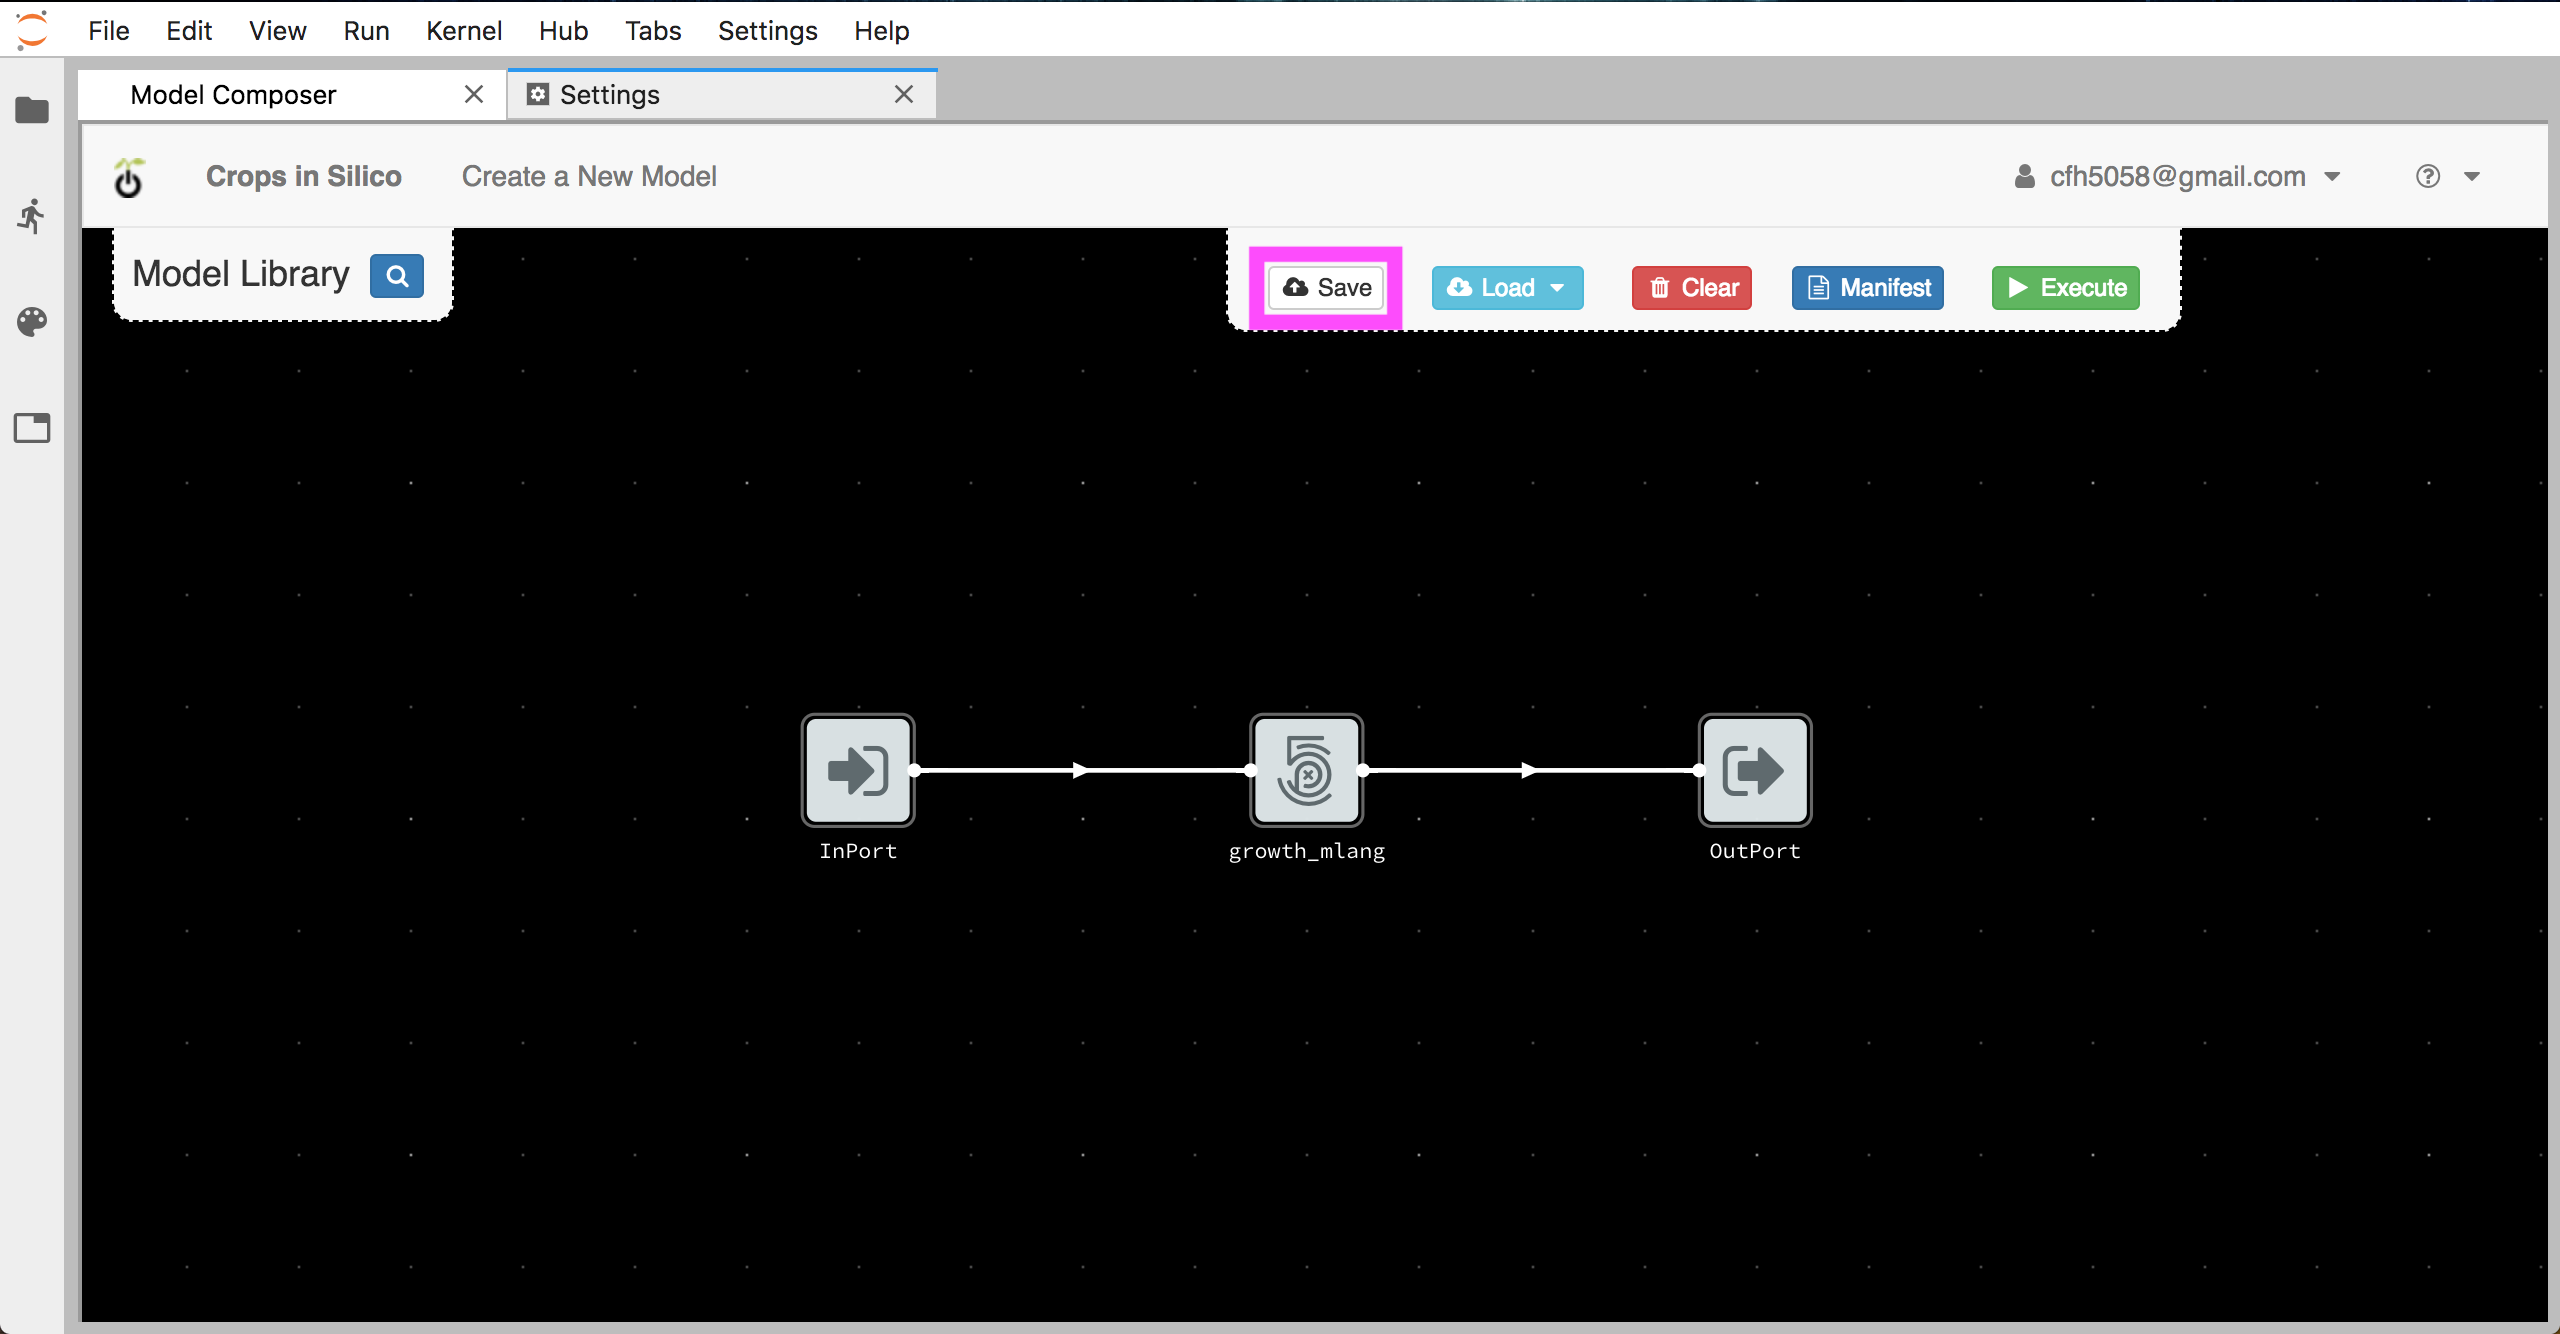 File Edit View Run Kernel Hub Tabs Settings Help
Model Composer Settings
Crops in Silico Create a New Model cfh5058@gmail.com
Model Library Save Load Clear Manifest Execute
InPort growth_mlang OutPort